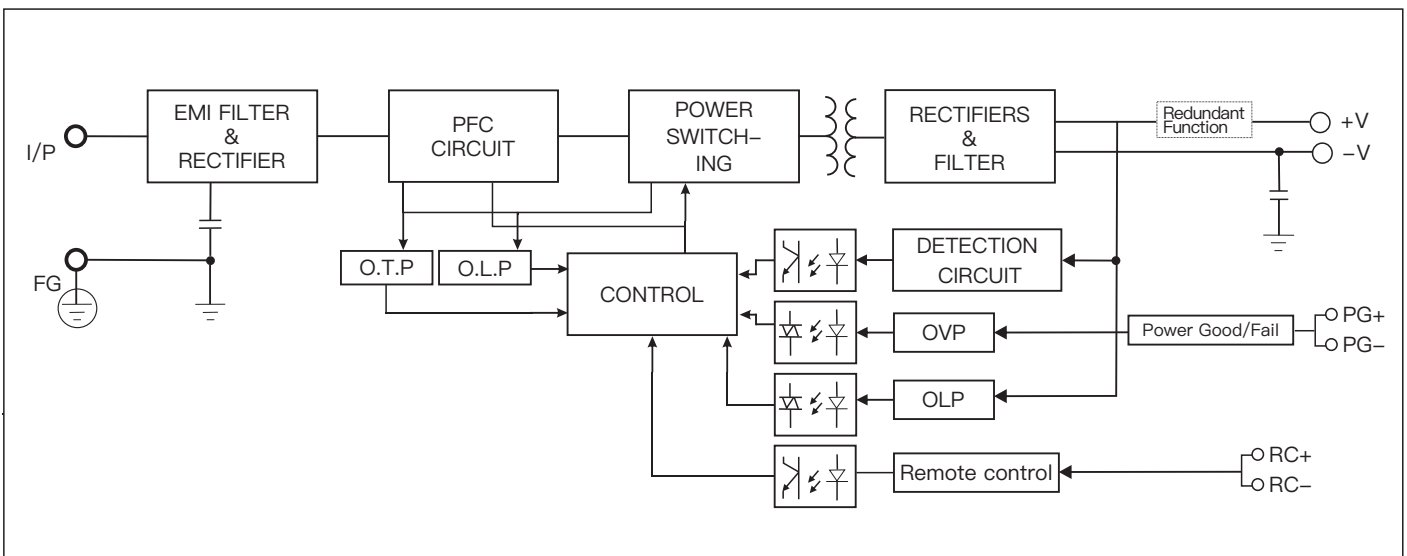 I/P
EMI FILTER
&
RECTIFIER
PFC
CIRCUIT
POWER
SWITCH–
ING
RECTIFIERS
&
FILTER
Redundant
Function
+V
–V
FG
O.T.P
O.L.P
CONTROL
DETECTION
CIRCUIT
OVP
Power Good/Fail
PG+
PG–
OLP
Remote control
RC+
RC–